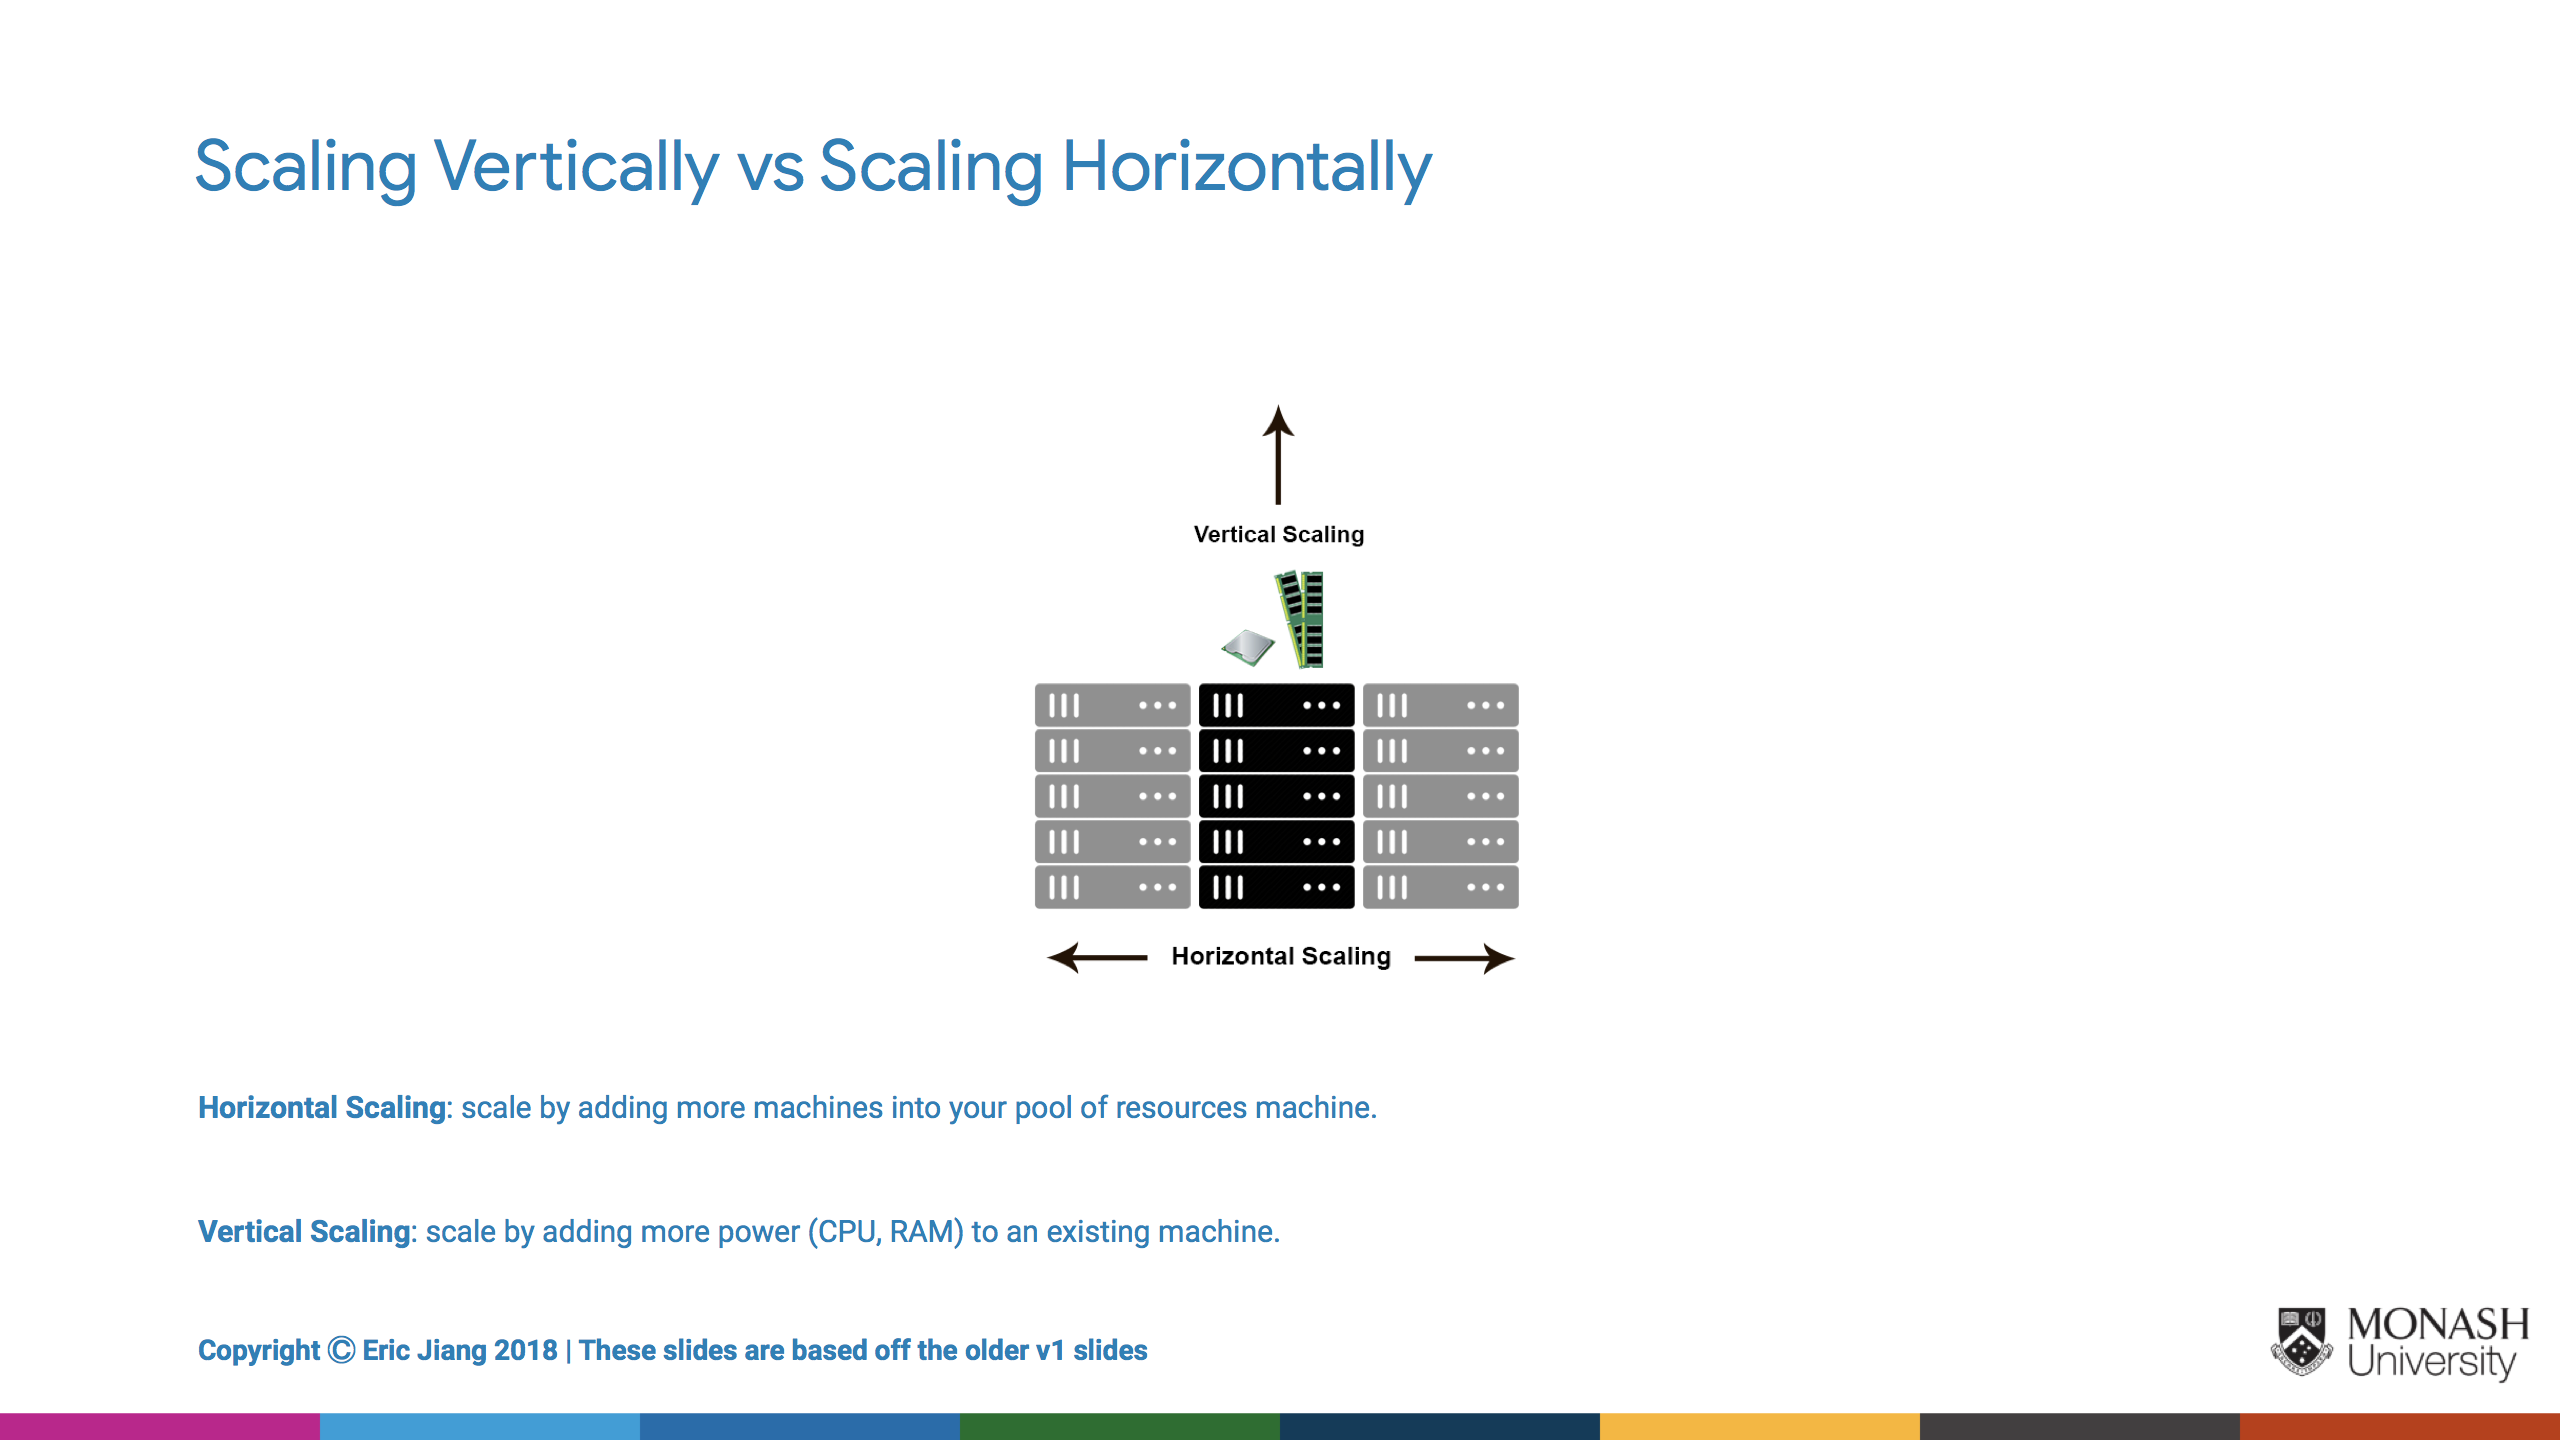 Scaling Vertically vs Scaling Horizontally
Vertical Scaling
Horizontal Scaling
Horizontal Scaling: scale by adding more machines into your pool of resources machine.
Vertical Scaling: scale by adding more power (CPU, RAM) to an existing machine.
Copyright © Eric Jiang 2018 | These slides are based off the older v1 slides
MONASH
University